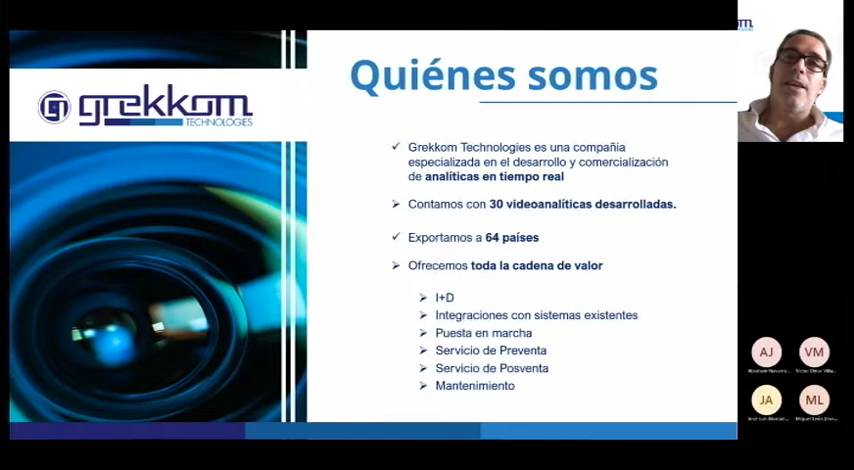 Quiénes somos
grekkom
TECHNOLOGIES
Grekkom Technologies es una compañía
especializada en el desarrollo y comercialización
de analíticas en tiempo real
Contamos con 30 videoanalíticas desarrolladas.
Exportamos a 64 países
Ofrecemos toda la cadena de valor
I+D
Integraciones con sistemas existentes
Puesta en marcha
Servicio de Preventa
Servicio de Posventa
Mantenimiento
AJ
VM
JA
ML